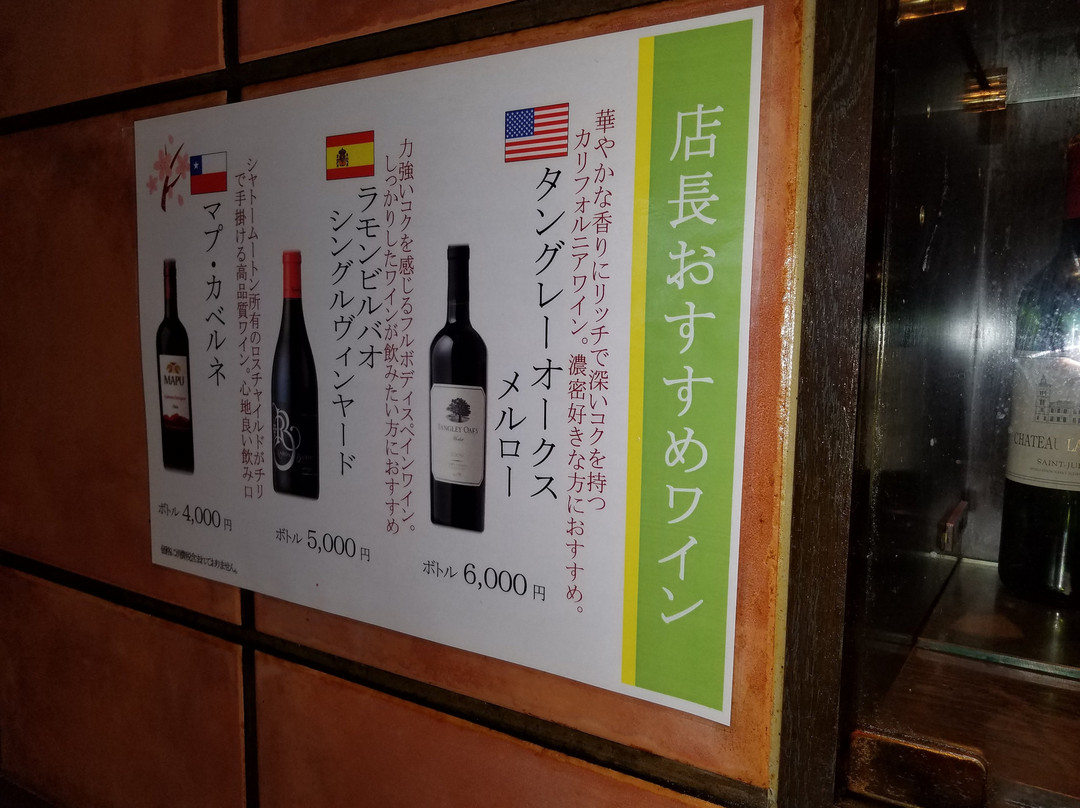 店長おすすめワイン
華やかな香りにリッチで深いコクを持つ
カリフォルニアワイン。濃密好きな方におすすめ。
タングレーオークス
メルロー
TANGLEY OAKS
Merlot
ボトル 6,000 円
力強いコクを感じるフルボディスペインワイン。
しっかりしたワインが飲みたい方におすすめ
ラモンビルバオ
シングルヴィンヤード
ボトル 5,000 円
シャトームートン所有のロスチャイルドがチリ
で手掛ける高品質ワイン。心地良い飲み口
マプ・カベルネ
MAPU
ボトル 4,000 円
CHATEAU
SAINT-JU